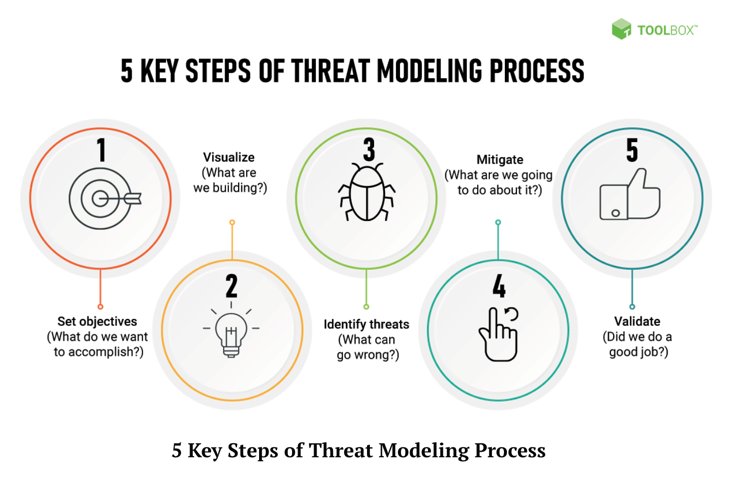 TOOLBOX™
5 KEY STEPS OF THREAT MODELING PROCESS
1
Set objectives
(What do we want
to accomplish?)
Visualize
(What are
we building?)
2
3
Identify threats
(What can
go wrong?)
Mitigate
(What are we going
to do about it?)
4
5
Validate
(Did we do a
good job?)
5 Key Steps of Threat Modeling Process